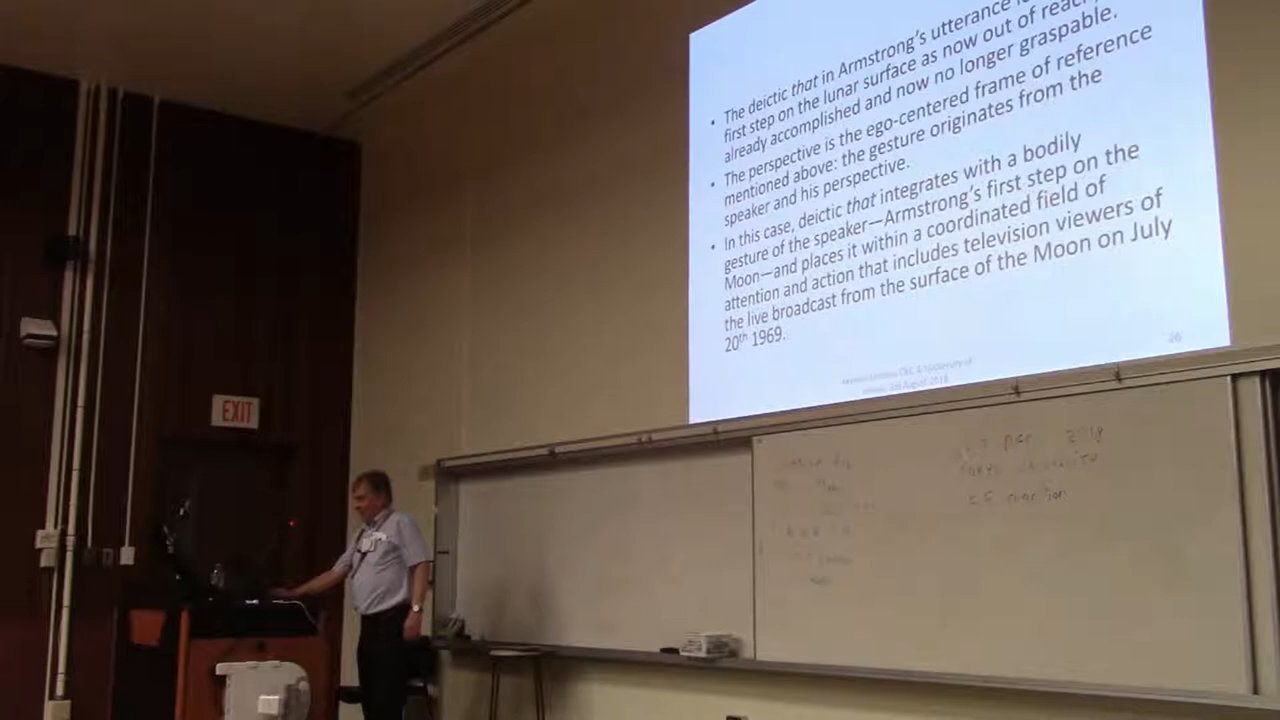 • The deictic that in Armstrong's utterance
first step on the lunar surface as now out of reach,
already accomplished and now no longer graspable.
• The perspective is the ego-centered frame of reference
mentioned above: the gesture originates from the
speaker and his perspective.
• In this case, deictic that integrates with a bodily
gesture of the speaker—Armstrong's first step on the
Moon—and places it within a coordinated field of
attention and action that includes television viewers of
the live broadcast from the surface of the Moon on July
20th 1969.
26
EXIT
2018